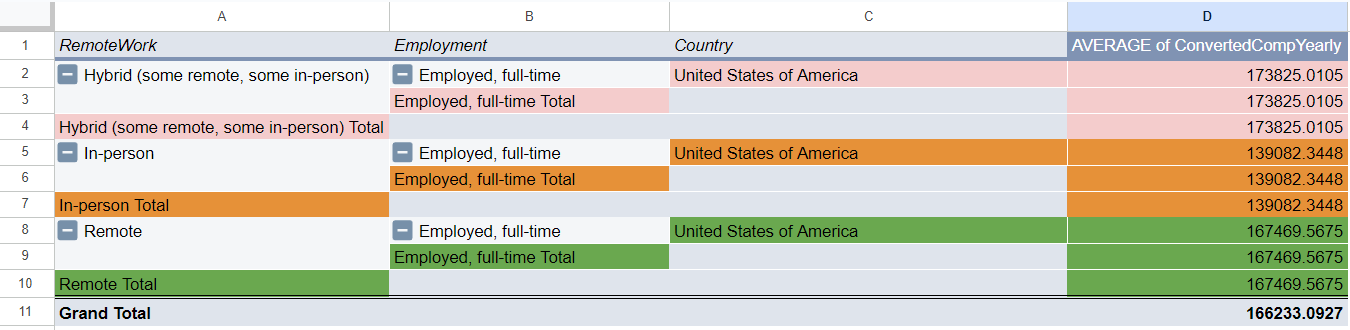 A B C D
1 RemoteWork Employment Country AVERAGE of ConvertedCompYearly
2 Hybrid (some remote, some in-person) Employed, full-time United States of America 173825.0105
3 Employed, full-time Total 173825.0105
4 Hybrid (some remote, some in-person) Total 173825.0105
5 In-person Employed, full-time United States of America 139082.3448
6 Employed, full-time Total 139082.3448
7 In-person Total 139082.3448
8 Remote Employed, full-time United States of America 167469.5675
9 Employed, full-time Total 167469.5675
10 Remote Total 167469.5675
11 Grand Total 166233.0927